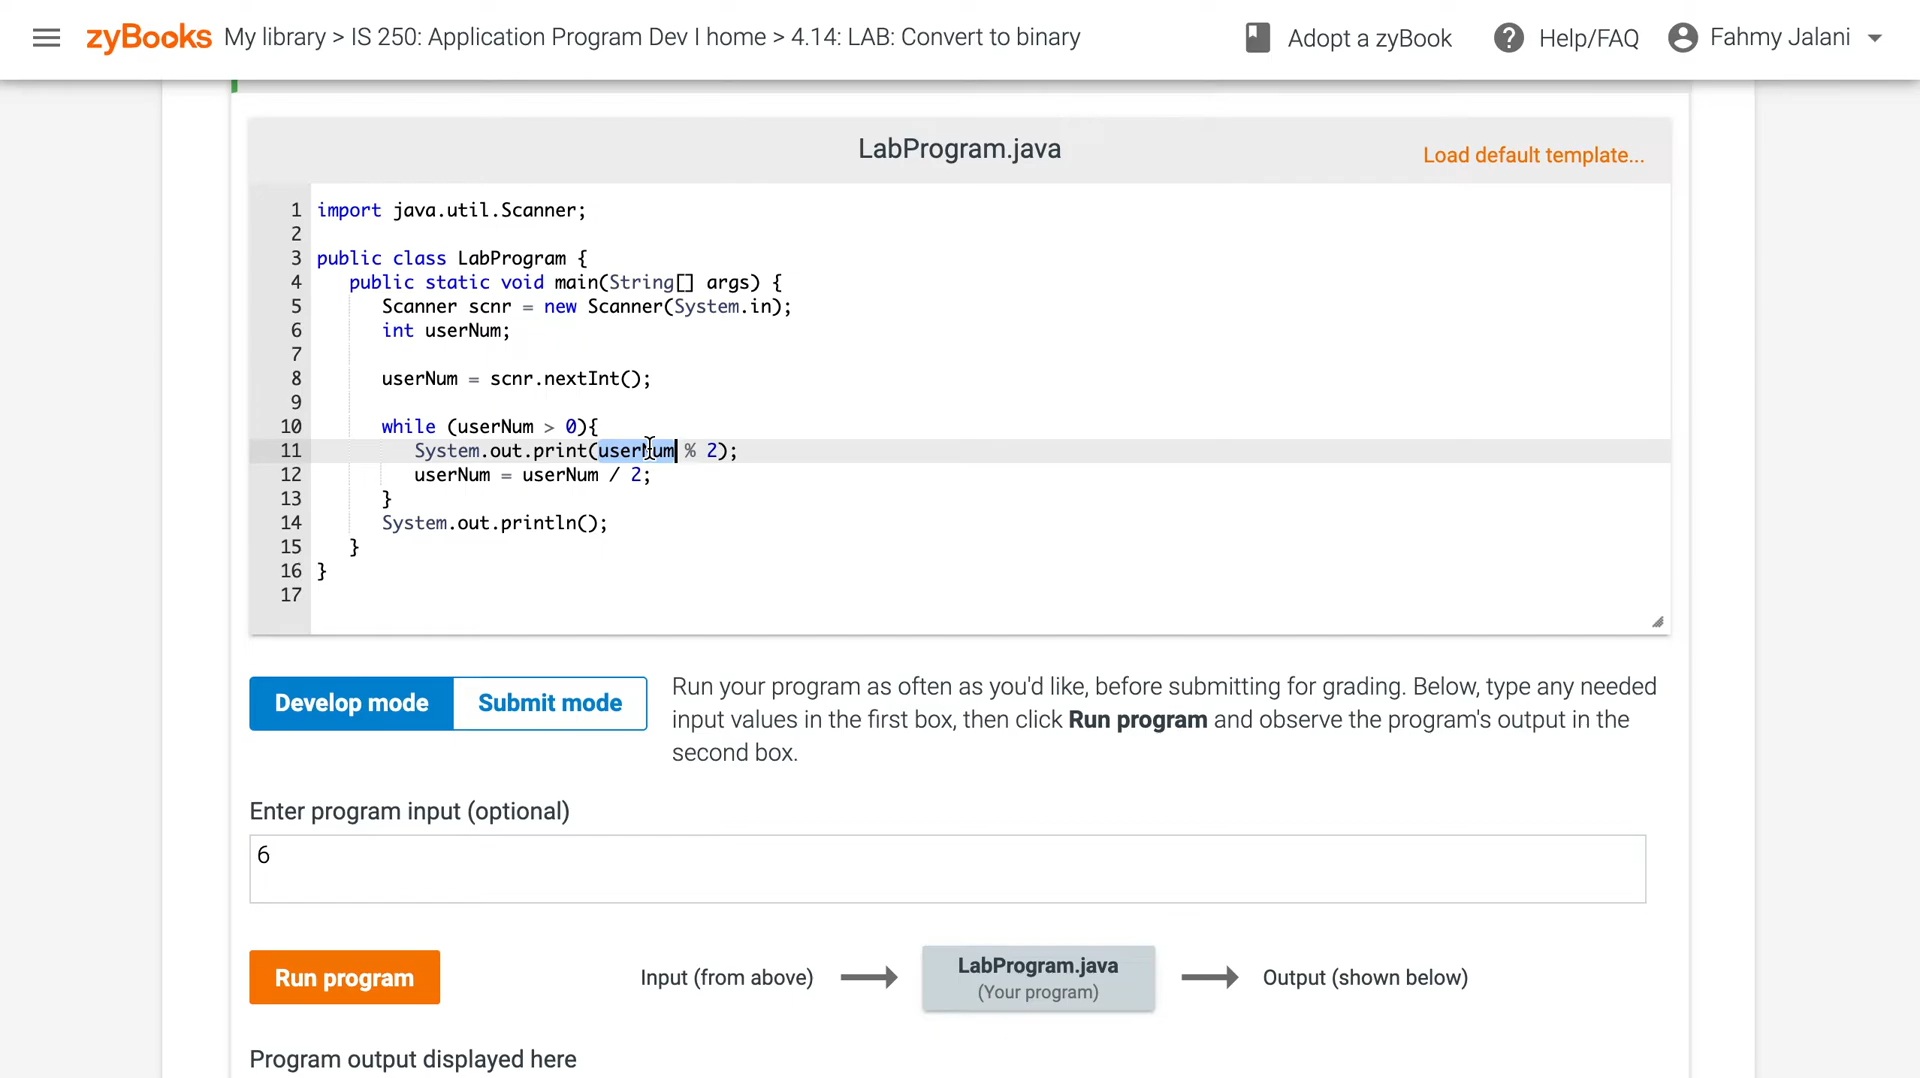 zyBooks My library > IS 250: Application Program Dev I home > 4.14: LAB: Convert to binary Adopt a zyBook Help/FAQ Fahmy Jalani
LabProgram.java Load default template...
1 import java.util.Scanner;
2
3 public class LabProgram {
4 public static void main(String[] args) {
5 Scanner scnr = new Scanner(System.in);
6 int userNum;
7
8 userNum = scnr.nextInt();
9
10 while (userNum > 0){
11 System.out.print(userNum % 2);
12 userNum = userNum / 2;
13 }
14 System.out.println();
15 }
16 }
17
Develop mode Submit mode Run your program as often as you'd like, before submitting for grading. Below, type any needed
input values in the first box, then click Run program and observe the program's output in the
second box.
Enter program input (optional)
6
Run program Input (from above) LabProgram.java Output (shown below)
(Your program)
Program output displayed here